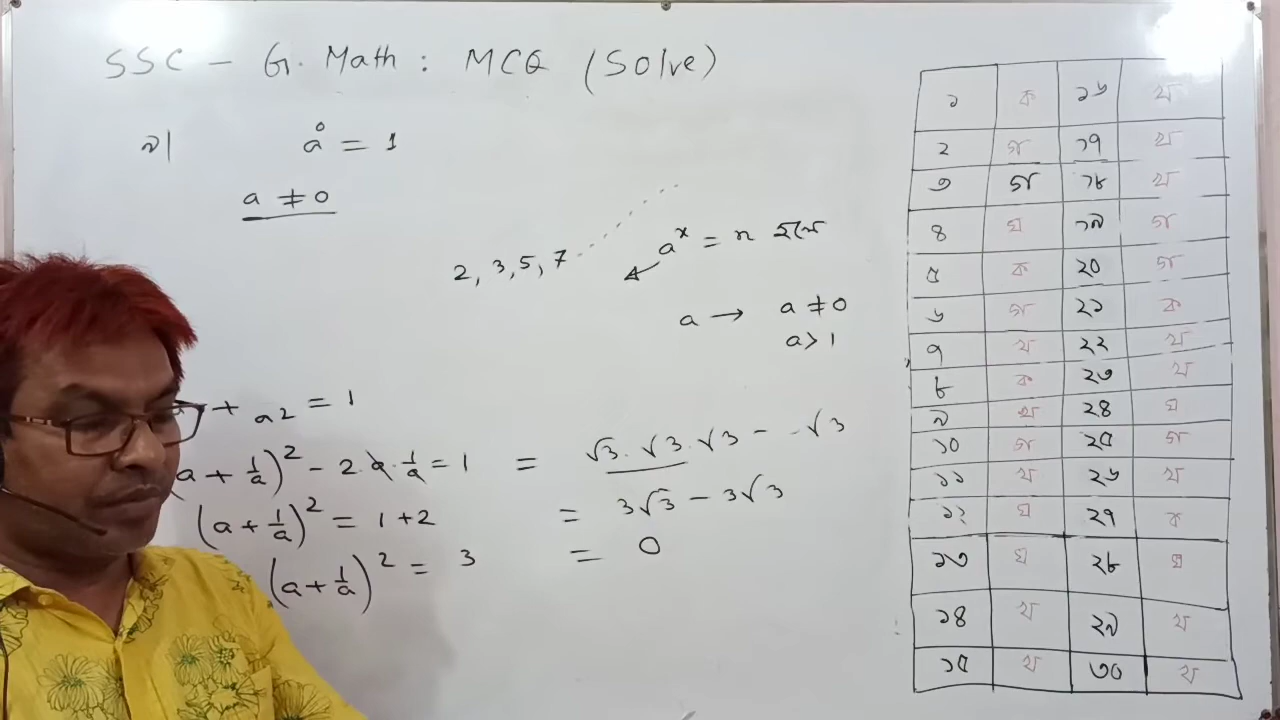 SSC – G. Math : MCQ (Solve)
৯| a° = 1
a ≠ 0
2, 3, 5, 7 . . . . . . . .
aˣ = n হলে
a → a ≠ 0
a > 1
+ a2 = 1
(a + 1/a)² – 2.a.1/a = 1
(a + 1/a)² = 1+2
(a + 1/a)² = 3
= √3.√3.√3 – √3
= 3√3 – 3√3
= 0
১ ক ১৬ খ
২ গ ১৭ খ
৩ গ ১৮ খ
৪ ঘ ১৯ গ
৫ ক ২০ গ
৬ গ ২১ ক
৭ খ ২২ খ
৮ ক ২৩ খ
৯ খ ২৪ ঘ
১০ গ ২৫ গ
১১ খ ২৬ খ
১২ ঘ ২৭ ক
১৩ ঘ ২৮ ঘ
১৪ খ ২৯ খ
১৫ খ ৩০ খ